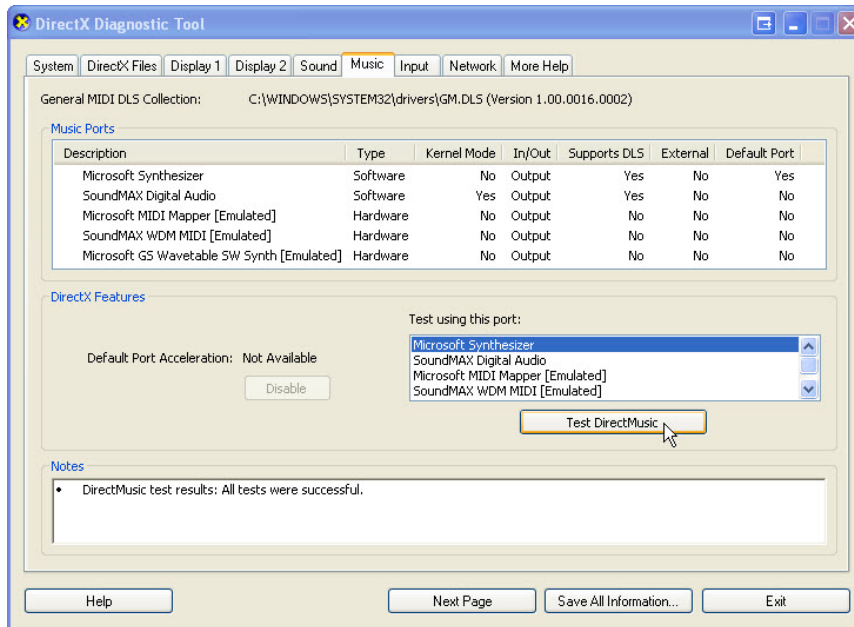 DirectX Diagnostic Tool
System DirectX Files Display 1 Display 2 Sound Music Input Network More Help
General MIDI DLS Collection: C:\WINDOWS\SYSTEM32\drivers\GM.DLS (Version 1.00.0016.0002)
Music Ports
Description Type Kernel Mode In/Out Supports DLS External Default Port
Microsoft Synthesizer Software No Output Yes No Yes
SoundMAX Digital Audio Software Yes Output Yes No No
Microsoft MIDI Mapper [Emulated] Hardware No Output No No No
SoundMAX WDM MIDI [Emulated] Hardware No Output No No No
Microsoft GS Wavetable SW Synth [Emulated] Hardware No Output No No No
DirectX Features
Test using this port:
Microsoft Synthesizer
Default Port Acceleration: Not Available
SoundMAX Digital Audio
Microsoft MIDI Mapper [Emulated]
Disable
SoundMAX WDM MIDI [Emulated]
Test DirectMusic
Notes
• DirectMusic test results: All tests were successful.
Help Next Page Save All Information... Exit